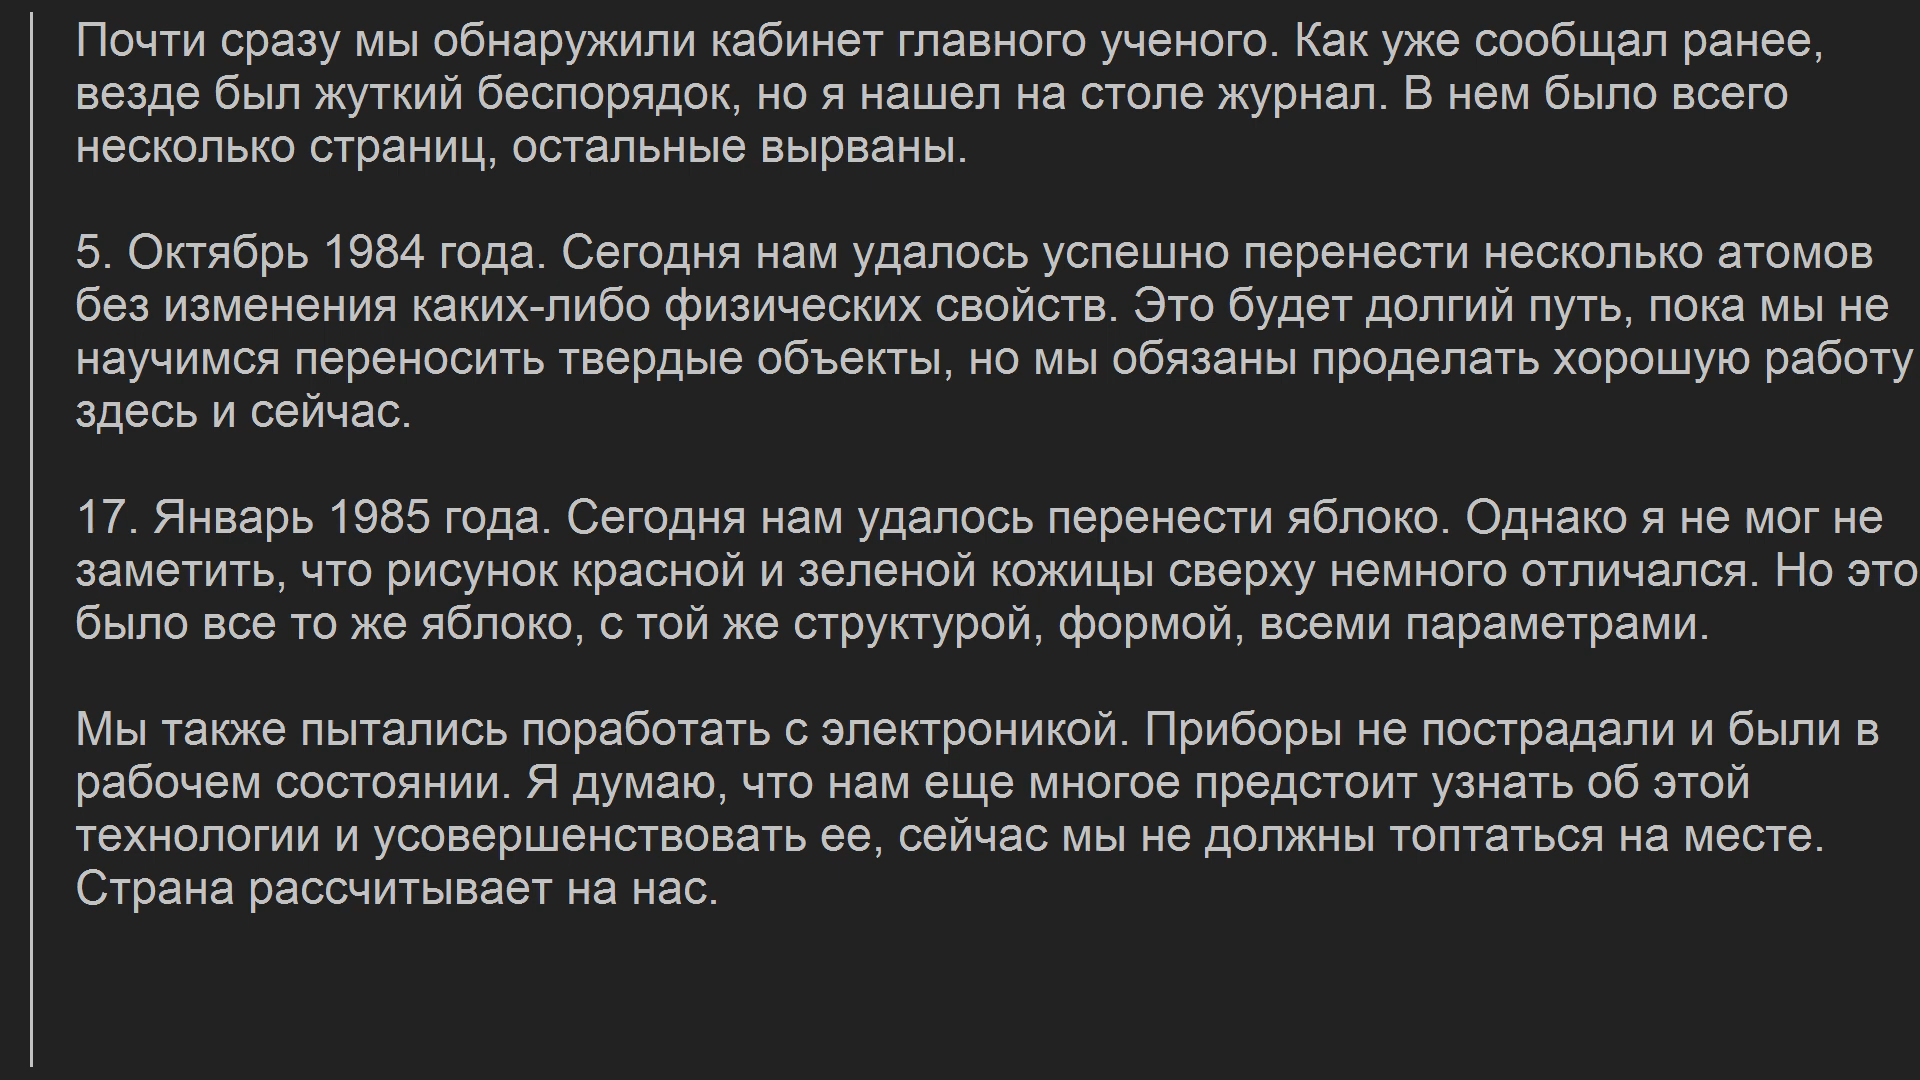 Почти сразу мы обнаружили кабинет главного ученого. Как уже сообщал ранее,
везде был жуткий беспорядок, но я нашел на столе журнал. В нем было всего
несколько страниц, остальные вырваны.
5. Октябрь 1984 года. Сегодня нам удалось успешно перенести несколько атомов
без изменения каких-либо физических свойств. Это будет долгий путь, пока мы не
научимся переносить твердые объекты, но мы обязаны проделать хорошую работу
здесь и сейчас.
17. Январь 1985 года. Сегодня нам удалось перенести яблоко. Однако я не мог не
заметить, что рисунок красной и зеленой кожицы сверху немного отличался. Но это
было все то же яблоко, с той же структурой, формой, всеми параметрами.
Мы также пытались поработать с электроникой. Приборы не пострадали и были в
рабочем состоянии. Я думаю, что нам еще многое предстоит узнать об этой
технологии и усовершенствовать ее, сейчас мы не должны топтаться на месте.
Страна рассчитывает на нас.